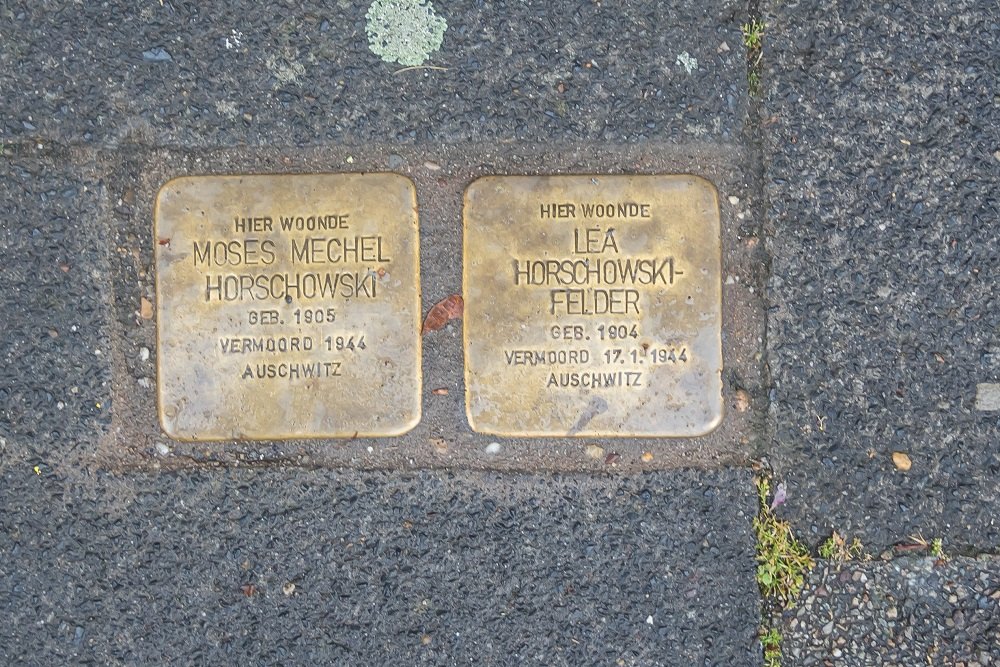 HIER WOONDE
MOSES MECHEL
HORSCHOWSKI
GEB. 1905
VERMOORD 1944
AUSCHWITZ
HIER WOONDE
LEA
HORSCHOWSKI-
FELDER
GEB. 1904
VERMOORD 17.1.1944
AUSCHWITZ